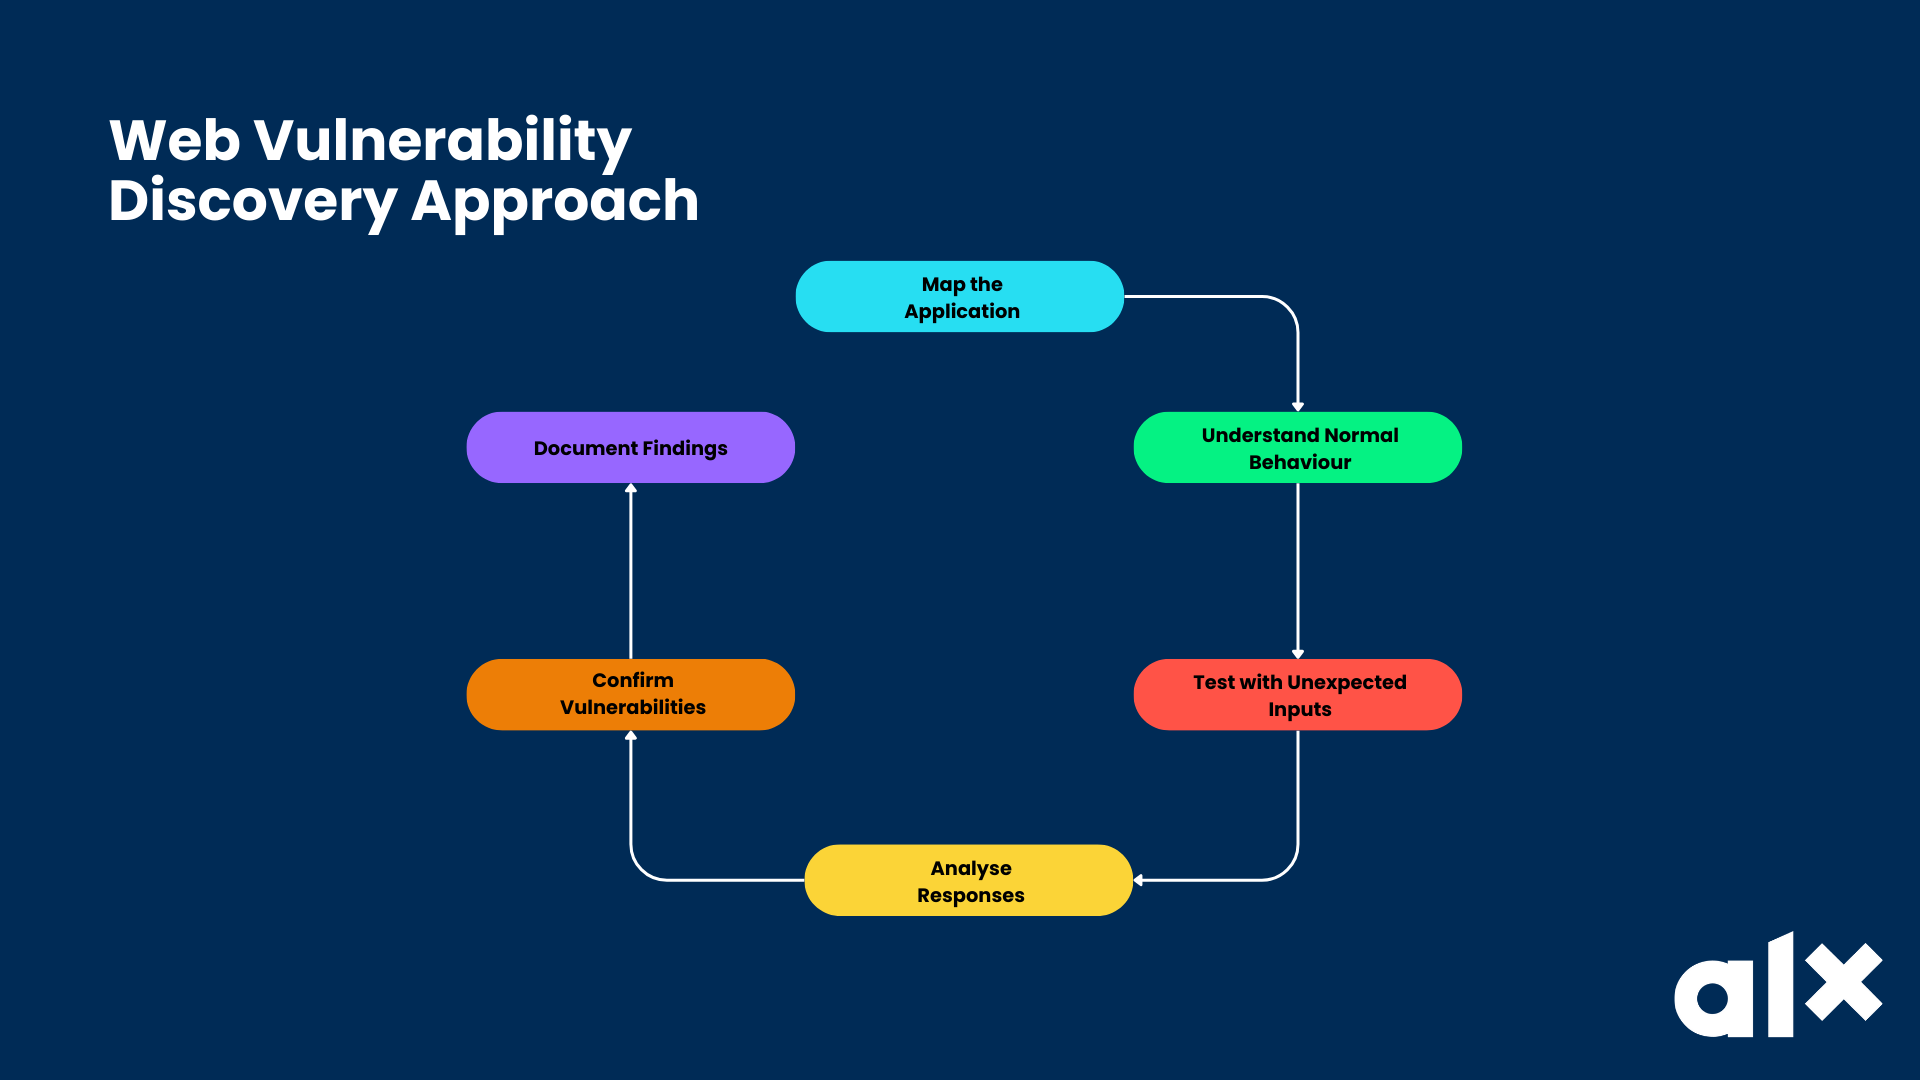 Web Vulnerability
Discovery Approach
Map the
Application
Understand Normal
Behaviour
Test with Unexpected
Inputs
Analyse
Responses
Confirm
Vulnerabilities
Document Findings
alx